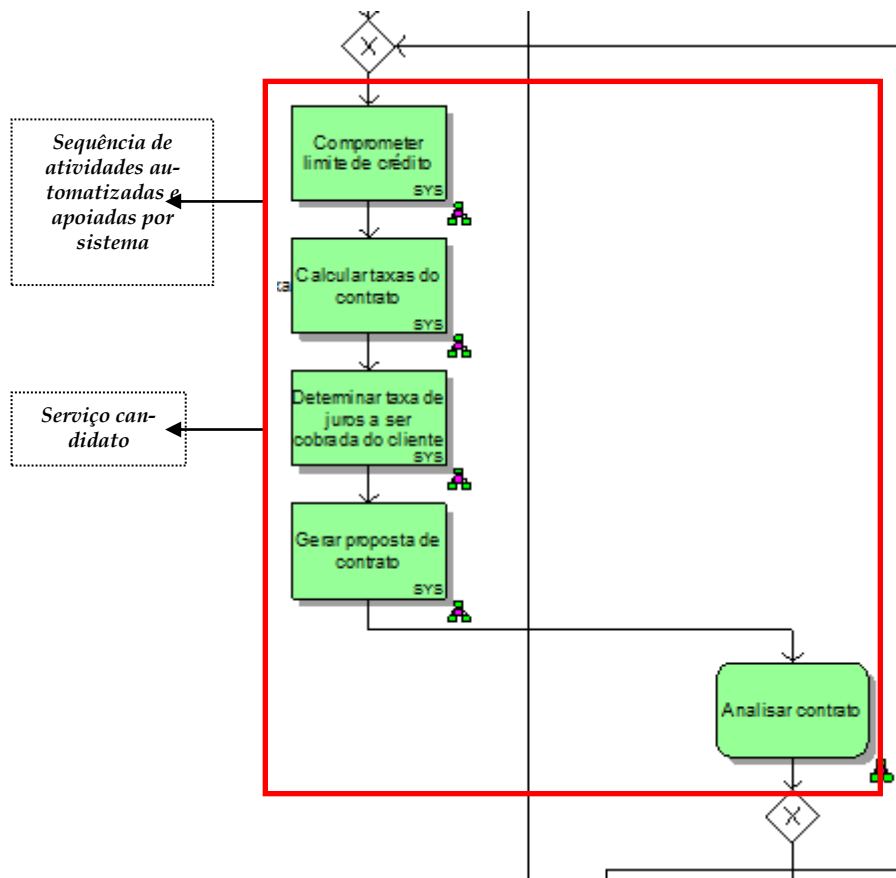 Sequência de
atividades au-
tomatizadas e
apoiadas por
sistema
Comprometer
limite de crédito
SYS
xa
Calcular taxas do
contrato
SYS
Serviço can-
didato
Determinar taxa de
juros a ser
cobrada do cliente
SYS
Gerar proposta de
contrato
SYS
Analisar contrato